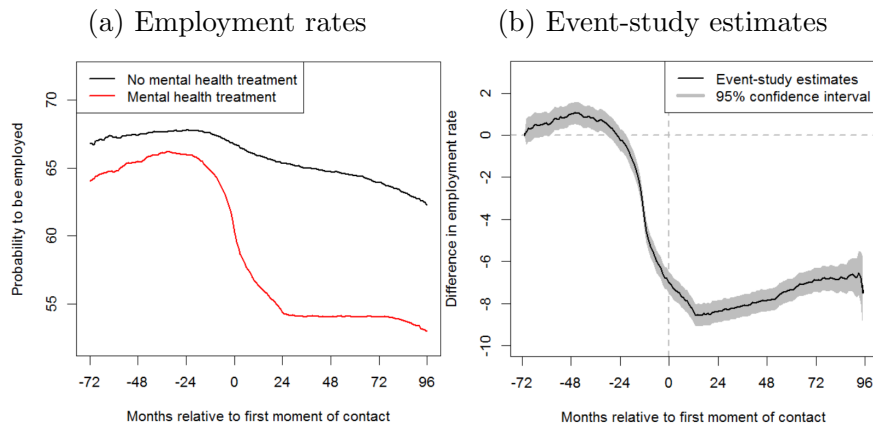 (a) Employment rates
No mental health treatment
Mental health treatment
Probability to be employed
70
65
60
55
-72 -48 -24 0 24 48 72 96
Months relative to first moment of contact
(b) Event-study estimates
Event-study estimates
95% confidence interval
Difference in employment rate
2
0
-2
-4
-6
-8
-10
-72 -48 -24 0 24 48 72 96
Months relative to first moment of contact